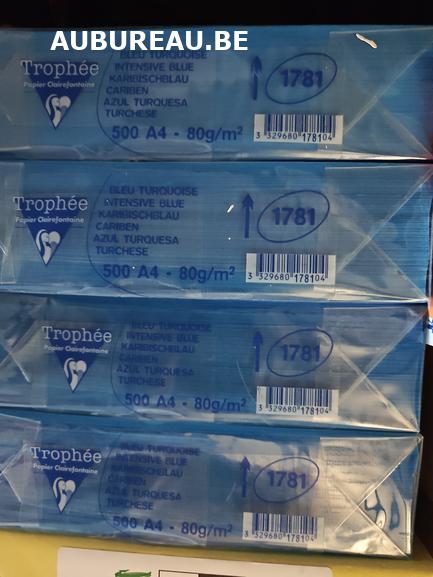 AUBUREAU.BE
Trophée
Papier Clairefontaine
BLEU TURQUOISE
INTENSIVE BLUE
KARIBISCHBLAU
CARIBEN
AZUL TURQUESA
TURCHESE
500 A4 - 80g/m²
1781
3 329680 178104
Trophée
Papier Clairefontaine
BLEU TURQUOISE
INTENSIVE BLUE
KARIBISCHBLAU
CARIBEN
AZUL TURQUESA
TURCHESE
500 A4 - 80g/m²
1781
3 329680 178104
Trophée
Papier Clairefontaine
BLEU TURQUOISE
INTENSIVE BLUE
KARIBISCHBLAU
CARIBEN
AZUL TURQUESA
TURCHESE
500 A4 - 80g/m²
1781
3 329680 178104
Trophée
Papier Clairefontaine
BLEU TURQUOISE
INTENSIVE BLUE
KARIBISCHBLAU
CARIBEN
AZUL TURQUESA
TURCHESE
500 A4 - 80g/m²
1781
3 329680 178104